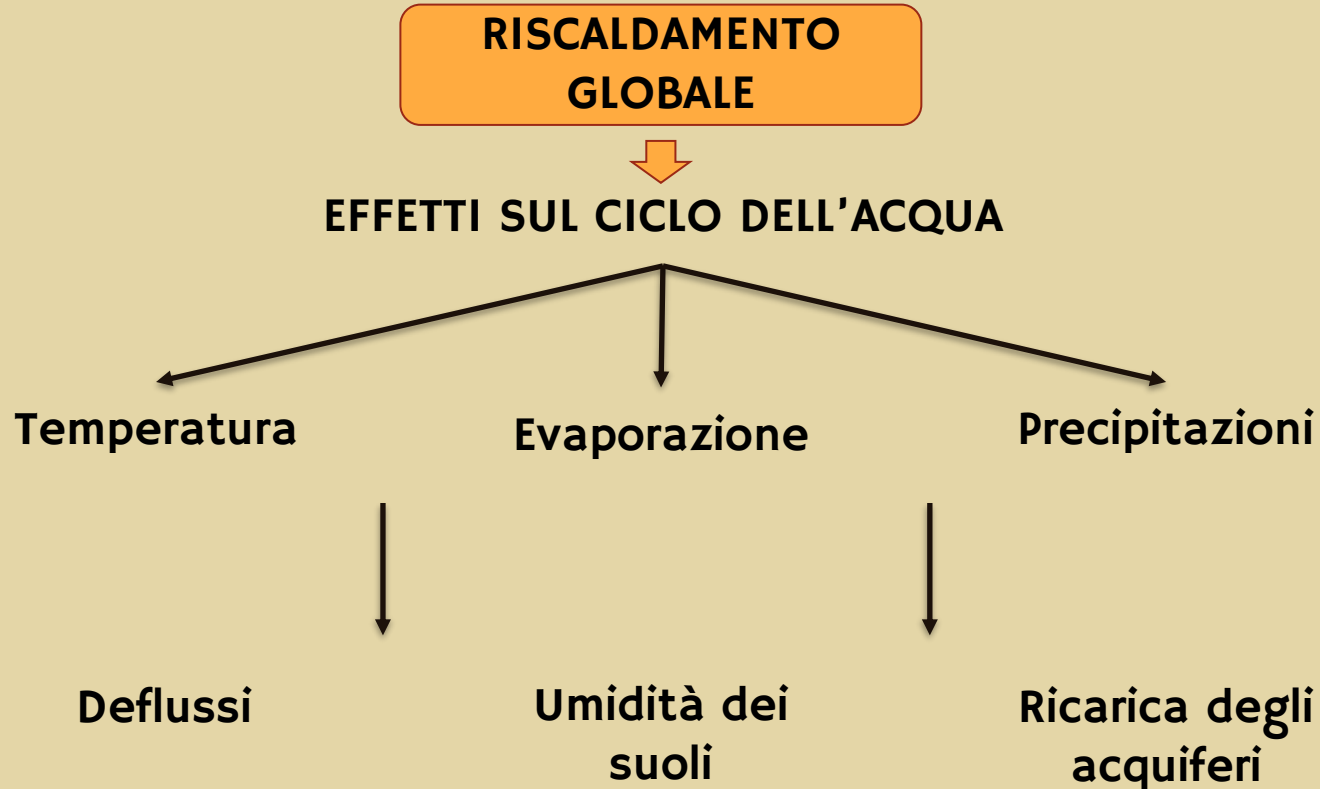 RISCALDAMENTO
GLOBALE
EFFETTI SUL CICLO DELL'ACQUA
Temperatura
Evaporazione
Precipitazioni
Deflussi
Umidità dei
suoli
Ricarica degli
acquiferi